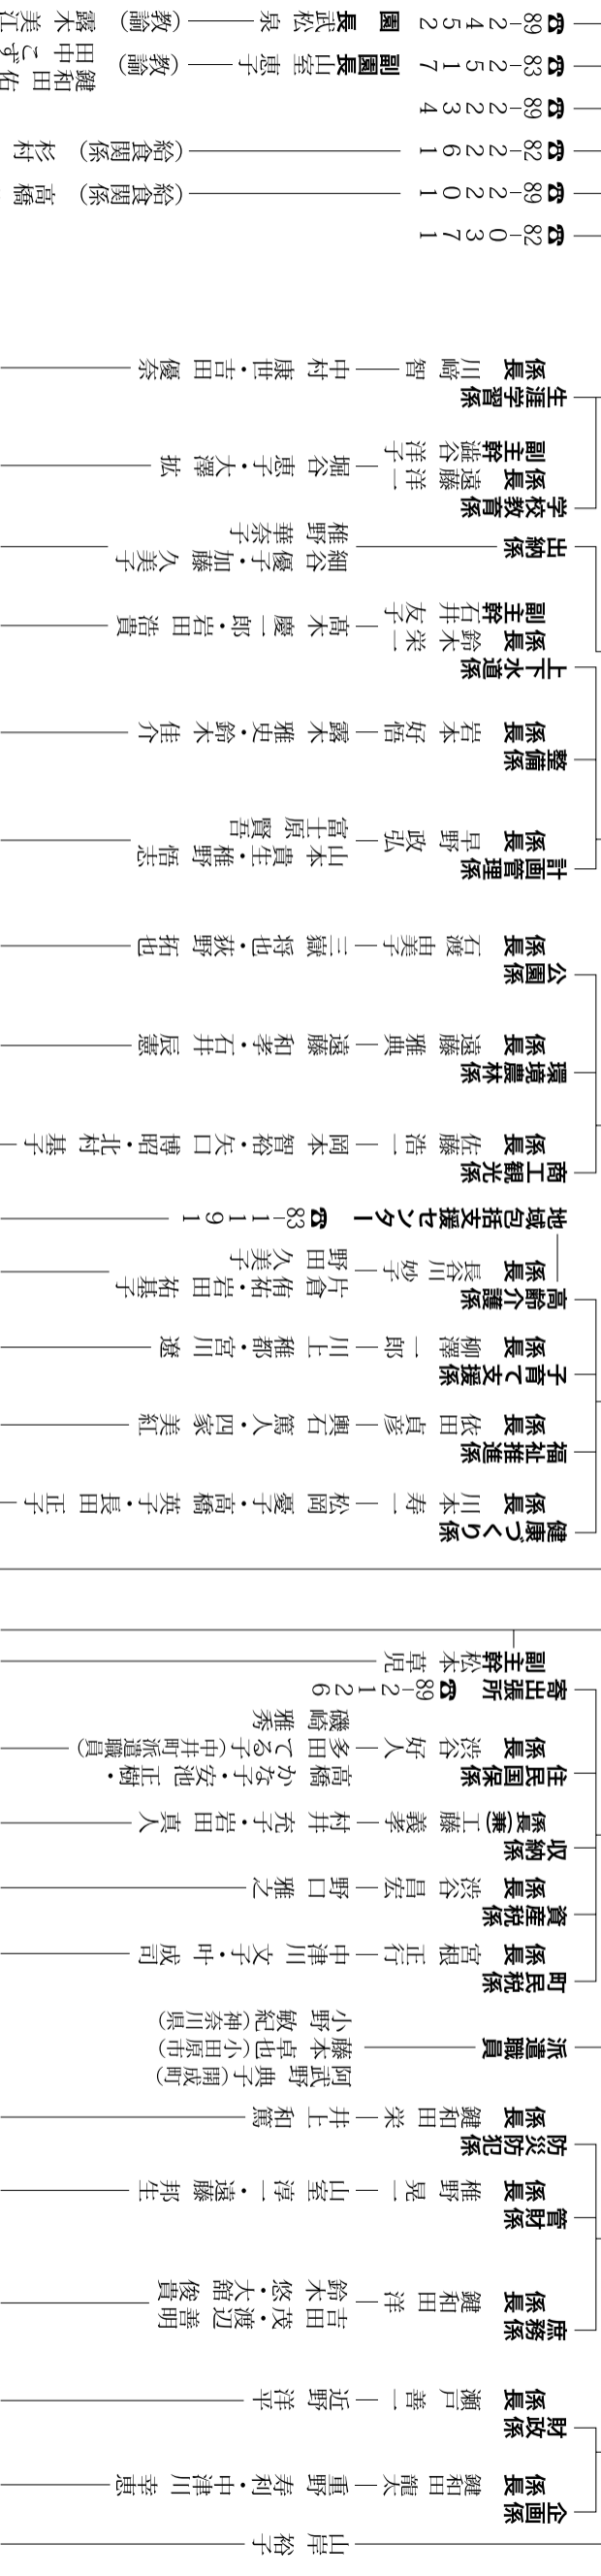 山岸 裕子
企画係
係長 鍵和田 龍太 重野 寿利・中津川 幸恵
財政係
係長 瀬戸 善一 近野 洋平
庶務係
係長 鍵和田 洋 吉田 茂・渡辺 善明
鈴木 悠・大舘 俊貴
管財係
係長 椎野 晃一 山室 淳一・遠藤 邦生
防災防犯係
係長 鍵和田 栄 井上 和篤
派遣職員
阿武野 典子(開成町)
藤本 卓也(小田原市)
小野 敏紀(神奈川県)
町民税係
係長 宮根 正行 中津川 文子・叶 成司
資産税係
係長 渋谷 昌宏 野口 雅之
収納係
係長(兼) 工藤 義孝 村井 充子・岩田 真人
住民国保係
係長 渋谷 好人 高橋 かな子・安池 正樹・
多田 てる子(中井町派遣職員)
磯崎 雅秀
寄出張所 ☎89-2126
副主幹 松本 草児
健康づくり係
係長 川本 寿一 松岡 憂子・高橋 英子・長田 正子
福祉推進係
係長 依田 貞彦 輿石 篤人・四家 美紅
子育て支援係
係長 柳澤 一郎 川上 稚都・宮川 遼
高齢介護係
係長 長谷川 妙子 片倉 侑祐・岩田 祐基子
野田 久美子
地域包括支援センター ☎83-1191
商工観光係
係長 佐藤 浩一 岡本 智裕・矢口 博昭・北村 基子
環境農林係
係長 遠藤 雅典 遠藤 和孝・石井 辰憲
公園係
係長 石渡 由美子 三嶽 将也・荻野 拓也
計画管理係
係長 早野 政弘 山本 貴生・椎野 悟志
富士原 賢吾
整備係
係長 岩本 好悟 露木 雅史・鈴木 佳介
上下水道係
係長 鈴木 栄一
副主幹 石井 友子 高木 慶一郎・岩田 浩貴
出納係
細谷 優子・加藤 久美子
椎野 華奈子
学校教育係
係長 遠藤 洋一
副主幹 澁谷 洋子 堀谷 恵子・大澤 拡
生涯学習係
係長 川﨑 智 中村 康世・吉田 優奈
☎82-0371
☎89-2201 (給食関係) 高橋
☎82-2261 (給食関係) 杉村
☎89-2234
鍵和田 佑
☎83-2517 副園長 山室 恵子 (教諭) 田中 こず
☎89-2452 園長 武松 泉 (教諭) 露木 美江